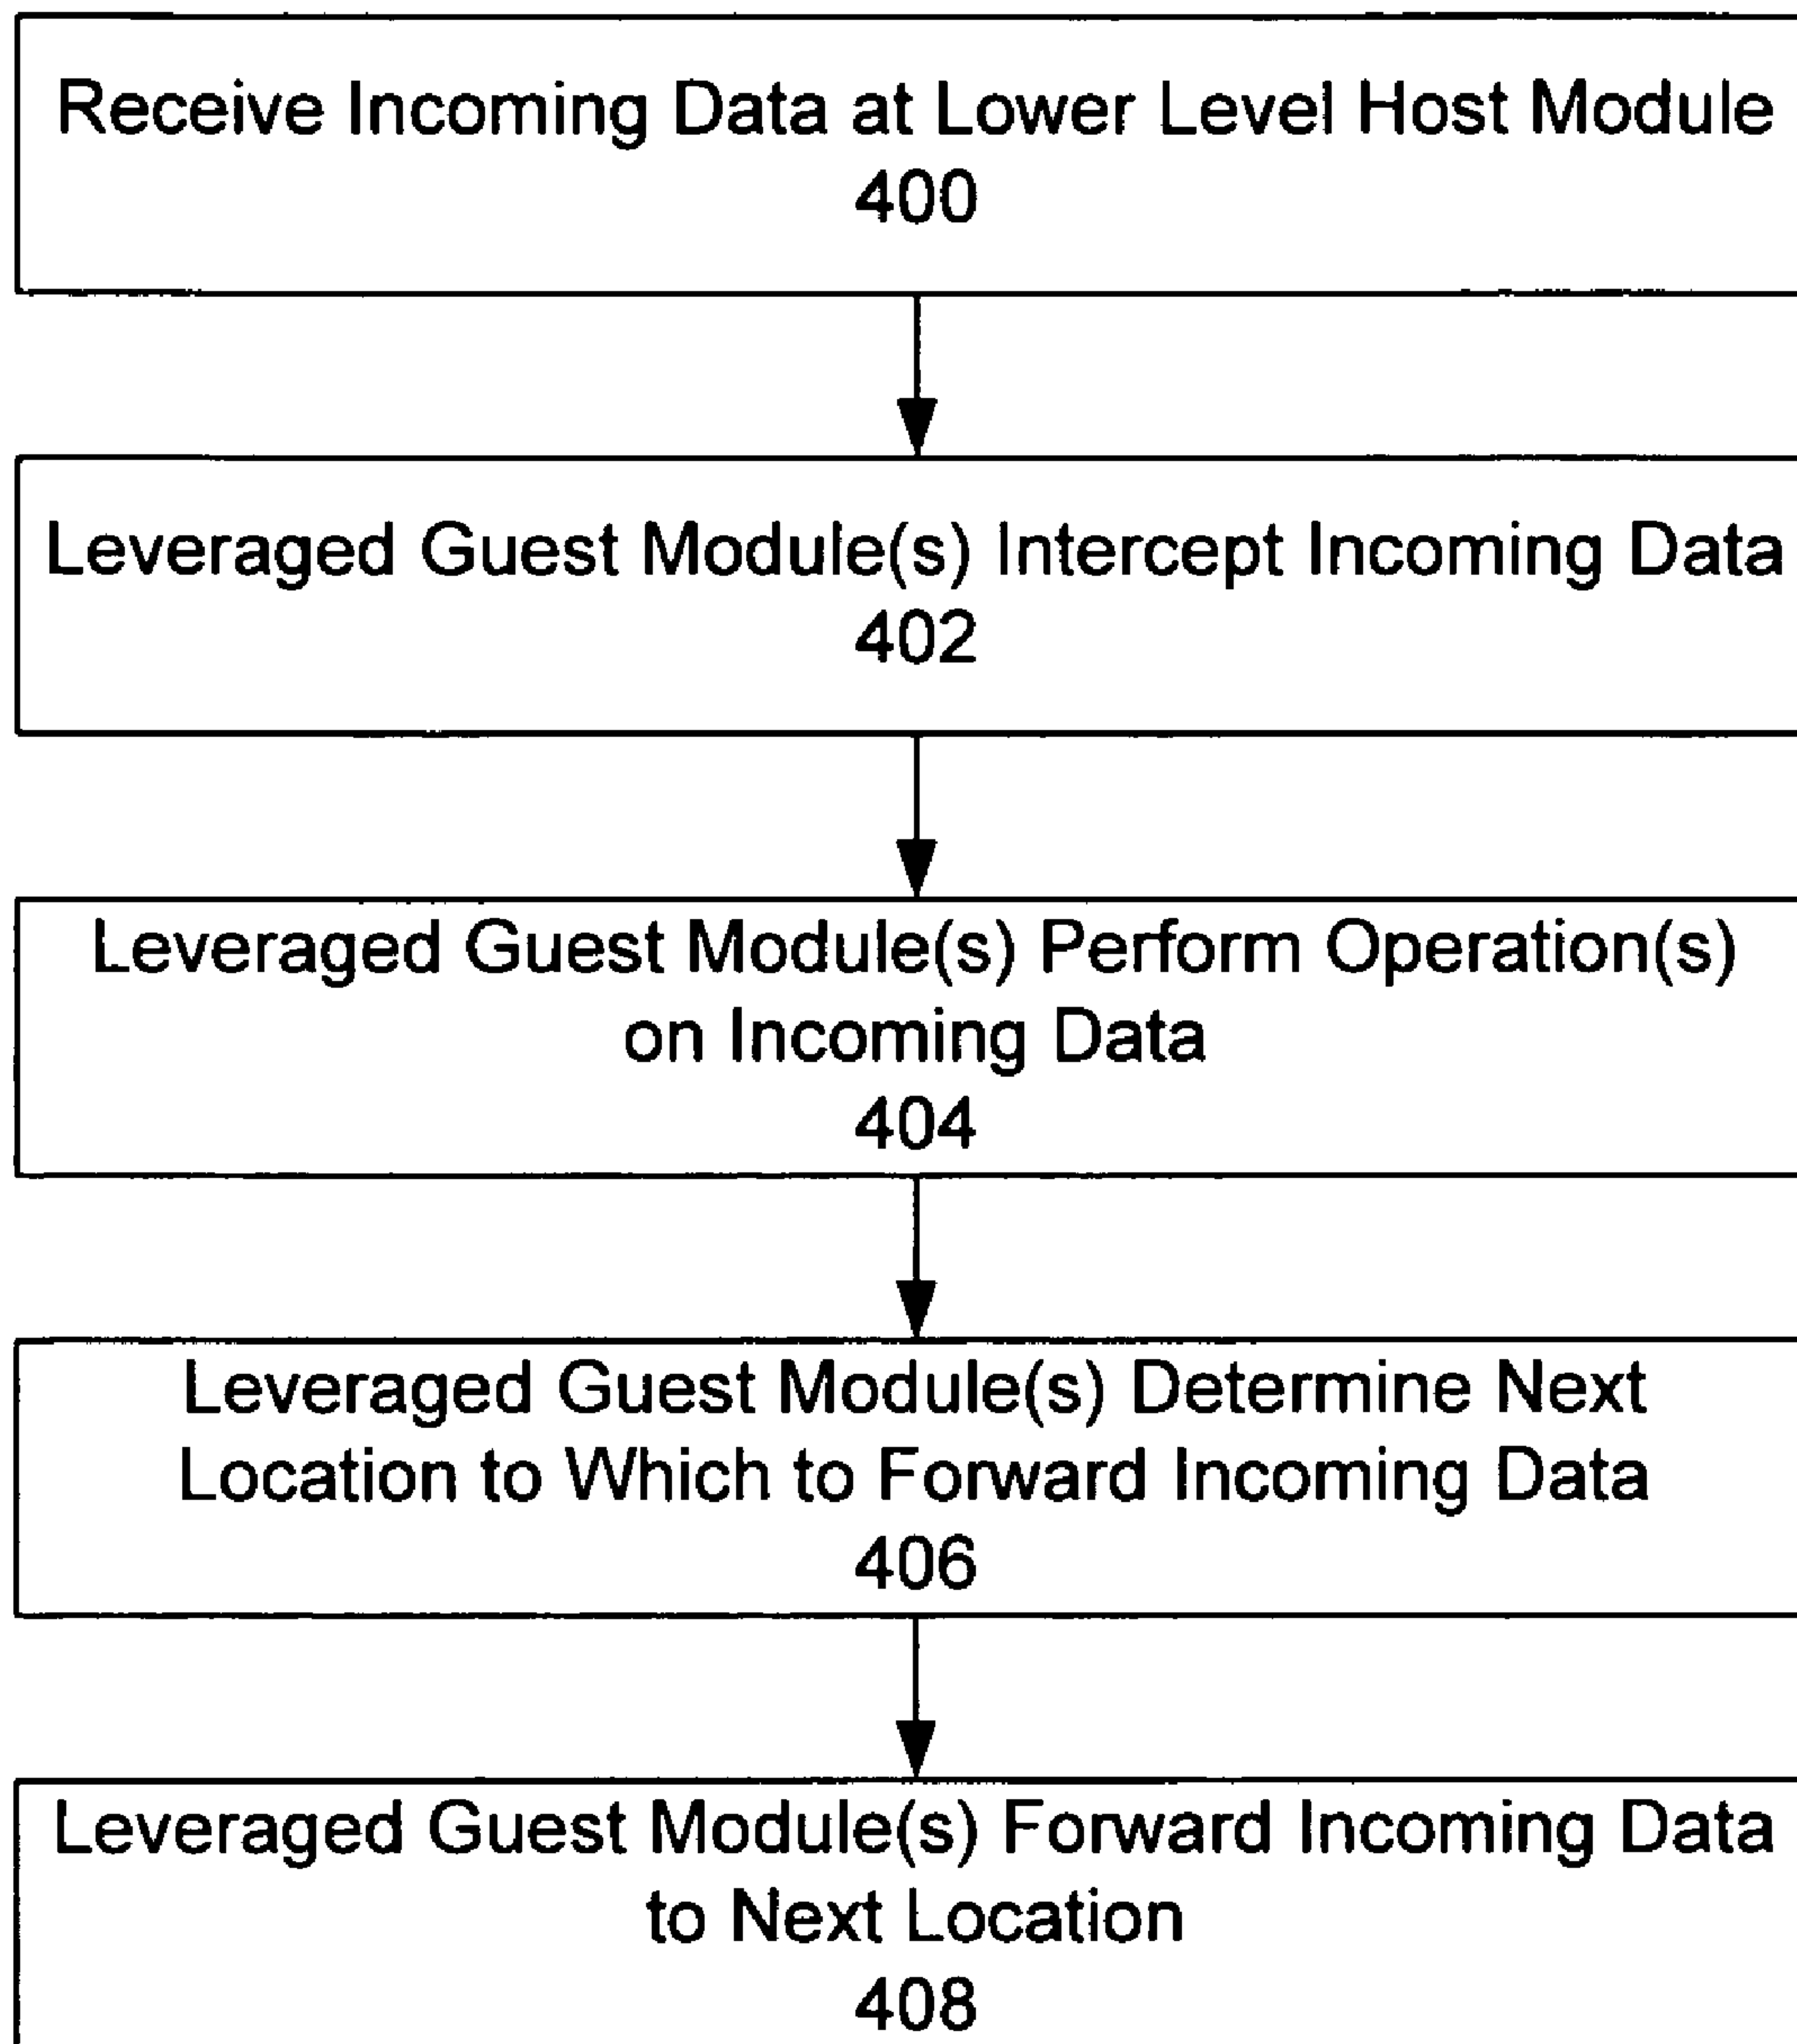 Receive Incoming Data at Lower Level Host Module
400
Leveraged Guest Module(s) Intercept Incoming Data
402
Leveraged Guest Module(s) Perform Operation(s)
on Incoming Data
404
Leveraged Guest Module(s) Determine Next
Location to Which to Forward Incoming Data
406
Leveraged Guest Module(s) Forward Incoming Data
to Next Location
408